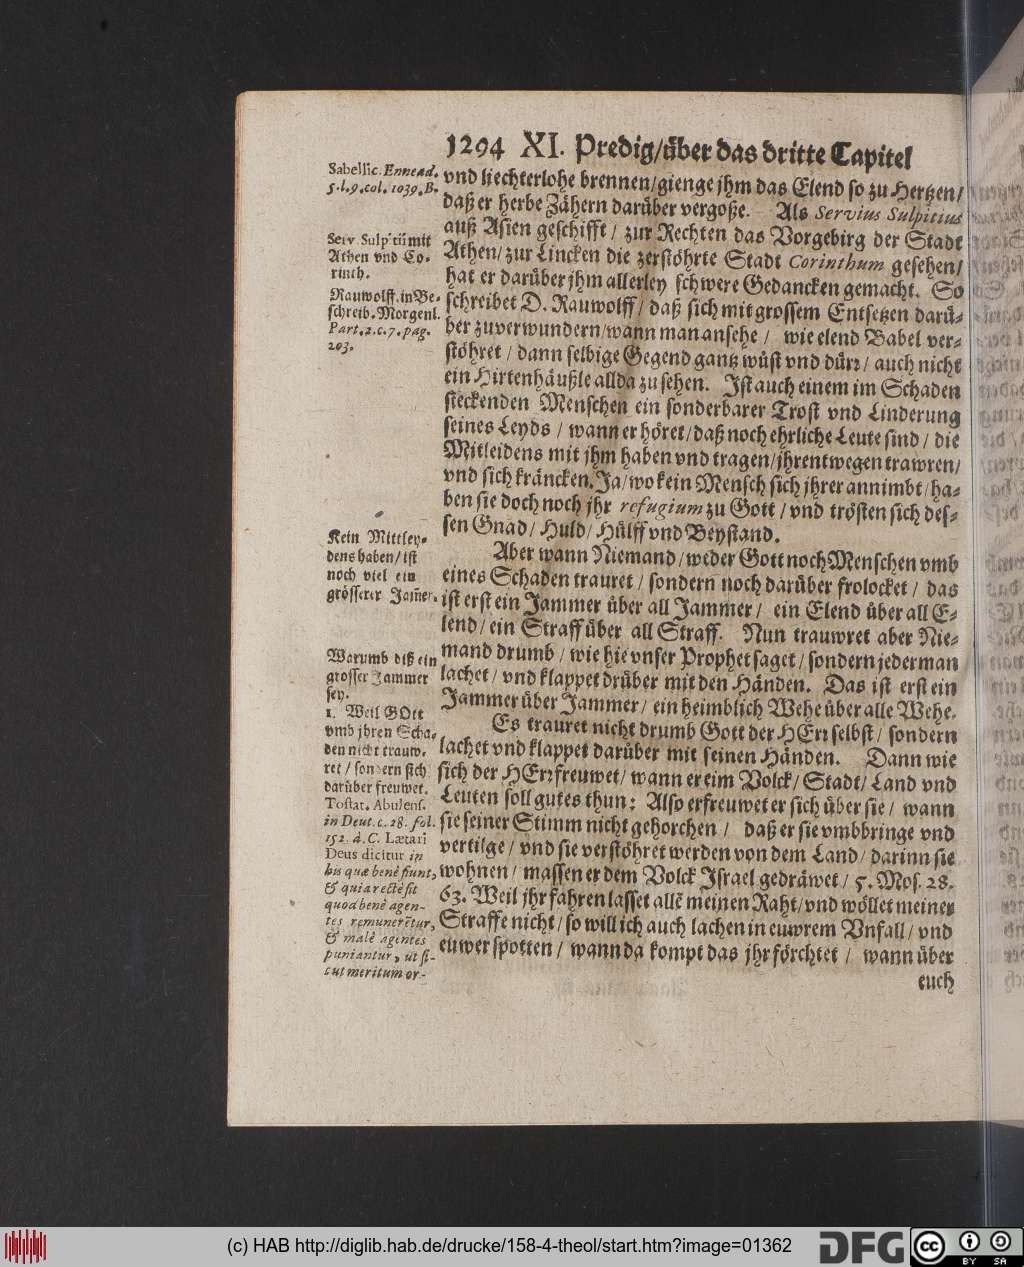 1294 XI. Predig/über das dritte Capitel
vnd liechterlohe brennen/gienge jhm das Elend so zu Hertzen/
daß er herbe Zähern darüber vergoße. Als Servius Sulpitius
auß Asien geschifft / zur Rechten das Vorgebirg der Stadt
Athen/zur Lincken die zerstöhrte Stadt Corinthum gesehen/
hat er darüber jhm allerley schwere Gedancken gemacht. So
schreibet D. Rauwolff/ daß sich mit grossem Entsetzen darü-
ber zuverwundern/wann man ansehe / wie elend Babel ver-
stöhret / dann selbige Gegend gantz wüst vnd dürr/ auch nicht
ein Hirtenhäußle allda zu sehen. Ist auch einem im Schaden
steckenden Menschen ein sonderbarer Trost vnd Linderung
seines Leyds / wann er höret/daß noch ehrliche Leute sind / die
Mitleidens mit jhm haben vnd tragen/jhrentwegen trawren/
vnd sich kräncken. Ja/wo kein Mensch sich jhrer annimbt/ha-
ben sie doch noch jhr refugium zu Gott / vnd trösten sich des-
sen Gnad/ Huld/ Hülff vnd Beystand.
Aber wann Niemand/weder Gott noch Menschen vmb
eines Schaden trauret / sondern noch darüber frolocket / das
ist erst ein Jammer über all Jammer / ein Elend über all E-
lend/ein Straff über all Straff. Nun trauwret aber Nie-
mand drumb / wie hie vnser Prophet saget/sondern jederman
lachet / vnd klappet drüber mit den Händen. Das ist erst ein
Jammer über Jammer/ ein heimblich Wehe über alle Wehe.
Es trauret nicht drumb Gott der HErr selbst/ sondern
lachet vnd klappet darüber mit seinen Händen. Dann wie
sich der HErr freuwet/ wann er eim Volck/ Stadt/ Land vnd
Leuten soll gutes thun: Also erfreuwet er sich über sie / wann
sie seiner Stimm nicht gehorchen / daß er sie vmbbringe vnd
vertilge / vnd sie verstöhret werden von dem Land/ darinn sie
wohnen / massen er dem Volck Israel gedräwet/ 5. Mos. 28.
63. Weil jhr fahren lasset allẽ meinen Raht/vnd wöllet meiner
Straffe nicht/so will ich auch lachen in euwrem Vnfall/ vnd
euwer spotten / wann da kompt das jhr förchtet / wann über
euch
Sabellic. Ennead.
5.l.9.col. 1039.B.
Serv. Sulpitii mit
Athen vnd Co-
rinth.
Rauwolff. in Be-
schreib. Morgenl.
Part. 2. c. 7. pag.
203.
Kein Mittley-
dens haben/ ist
noch viel ein
grösserer Jam̃er.
Warumb diß ein
grosser Jammer
sey.
1. Weil GOtt
vmb jhren Scha-
den nicht trauw-
ret / sondern sich
darüber freuwet.
Tostat. Abulens.
in Deut. c. 28. fol.
152. à. C. Lætari
Deus dicitur in
his quæ benè fiunt,
& quia rectè fit
quod benè agen-
tes remunerẽtur,
& malè agentes
puniantur, ut si-
cut meritum or-
(c) HAB http://diglib.hab.de/drucke/158-4-theol/start.htm?image=01362
DFG
cc
BY SA